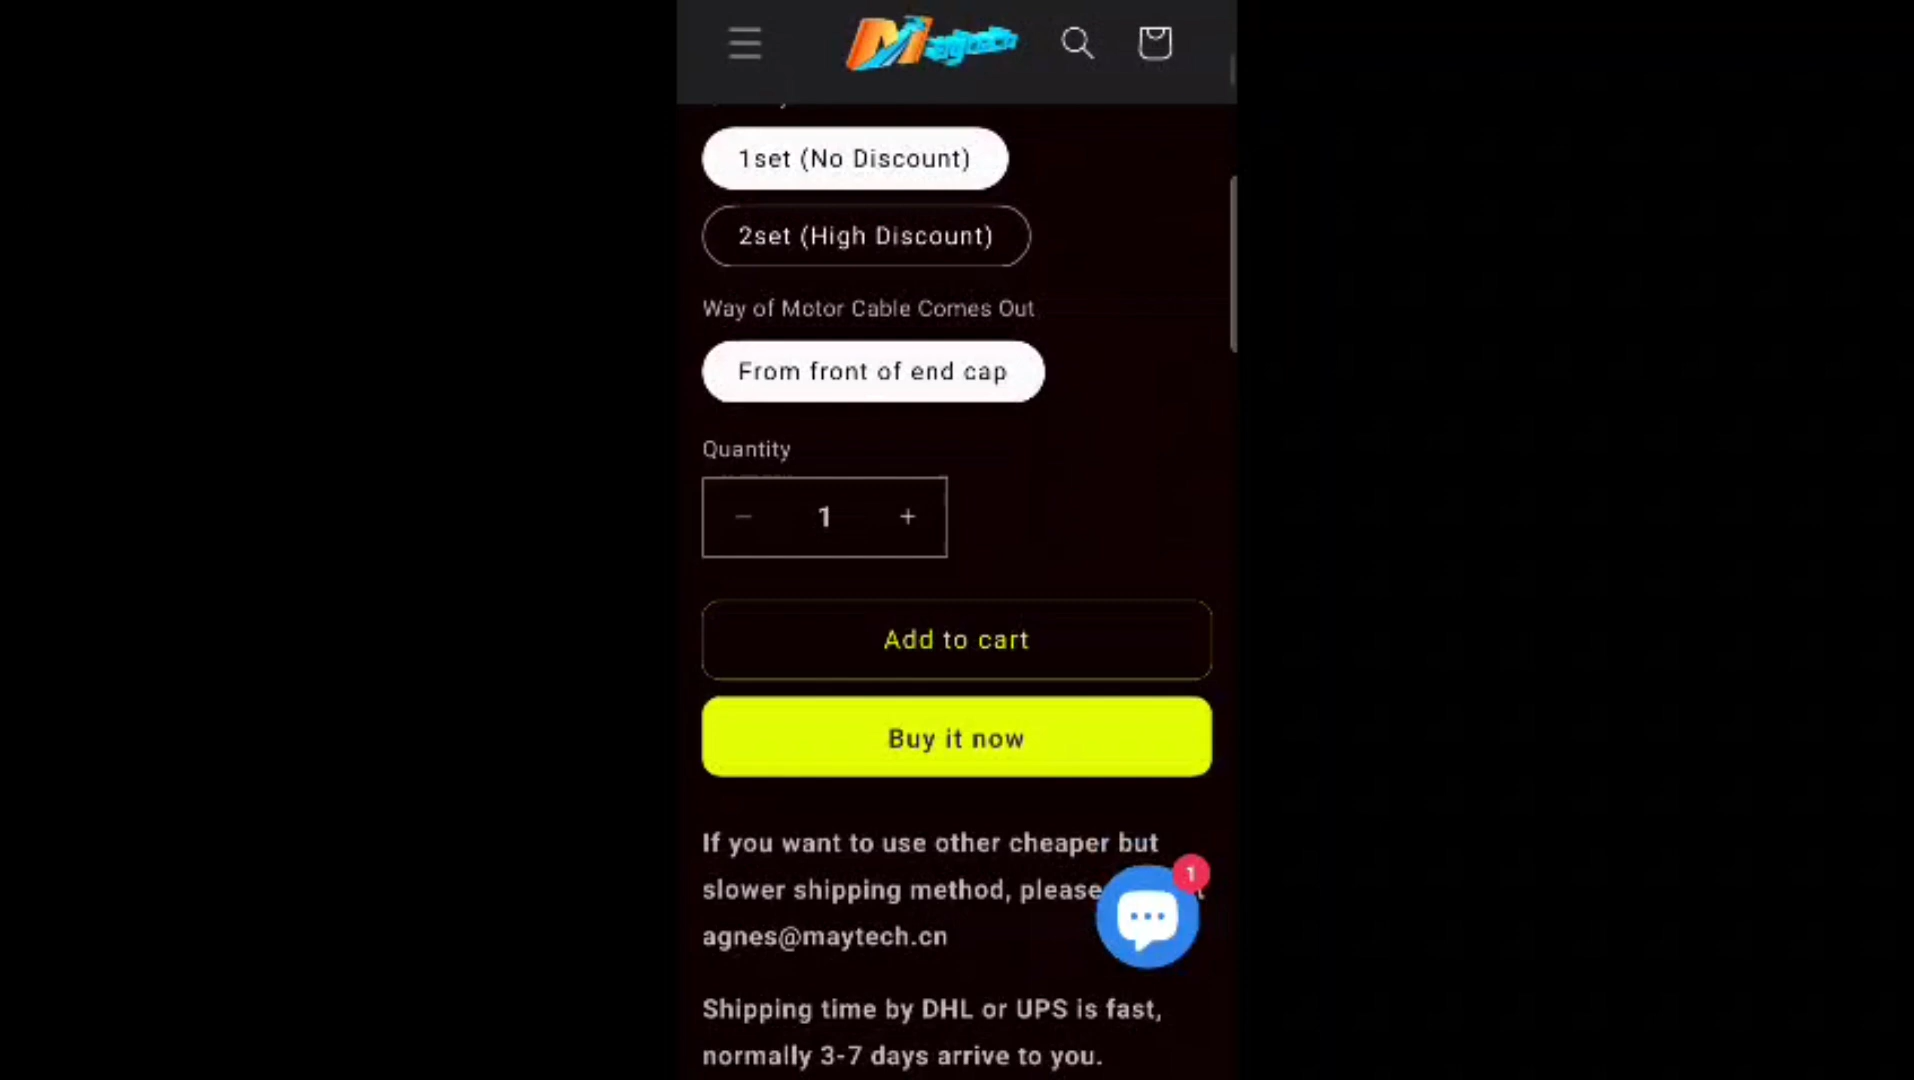 Maytech
1set (No Discount)
2set (High Discount)
Way of Motor Cable Comes Out
From front of end cap
Quantity
− 1 +
Add to cart
Buy it now
If you want to use other cheaper but
1
slower shipping method, please
agnes@maytech.cn
Shipping time by DHL or UPS is fast,
normally 3-7 days arrive to you.